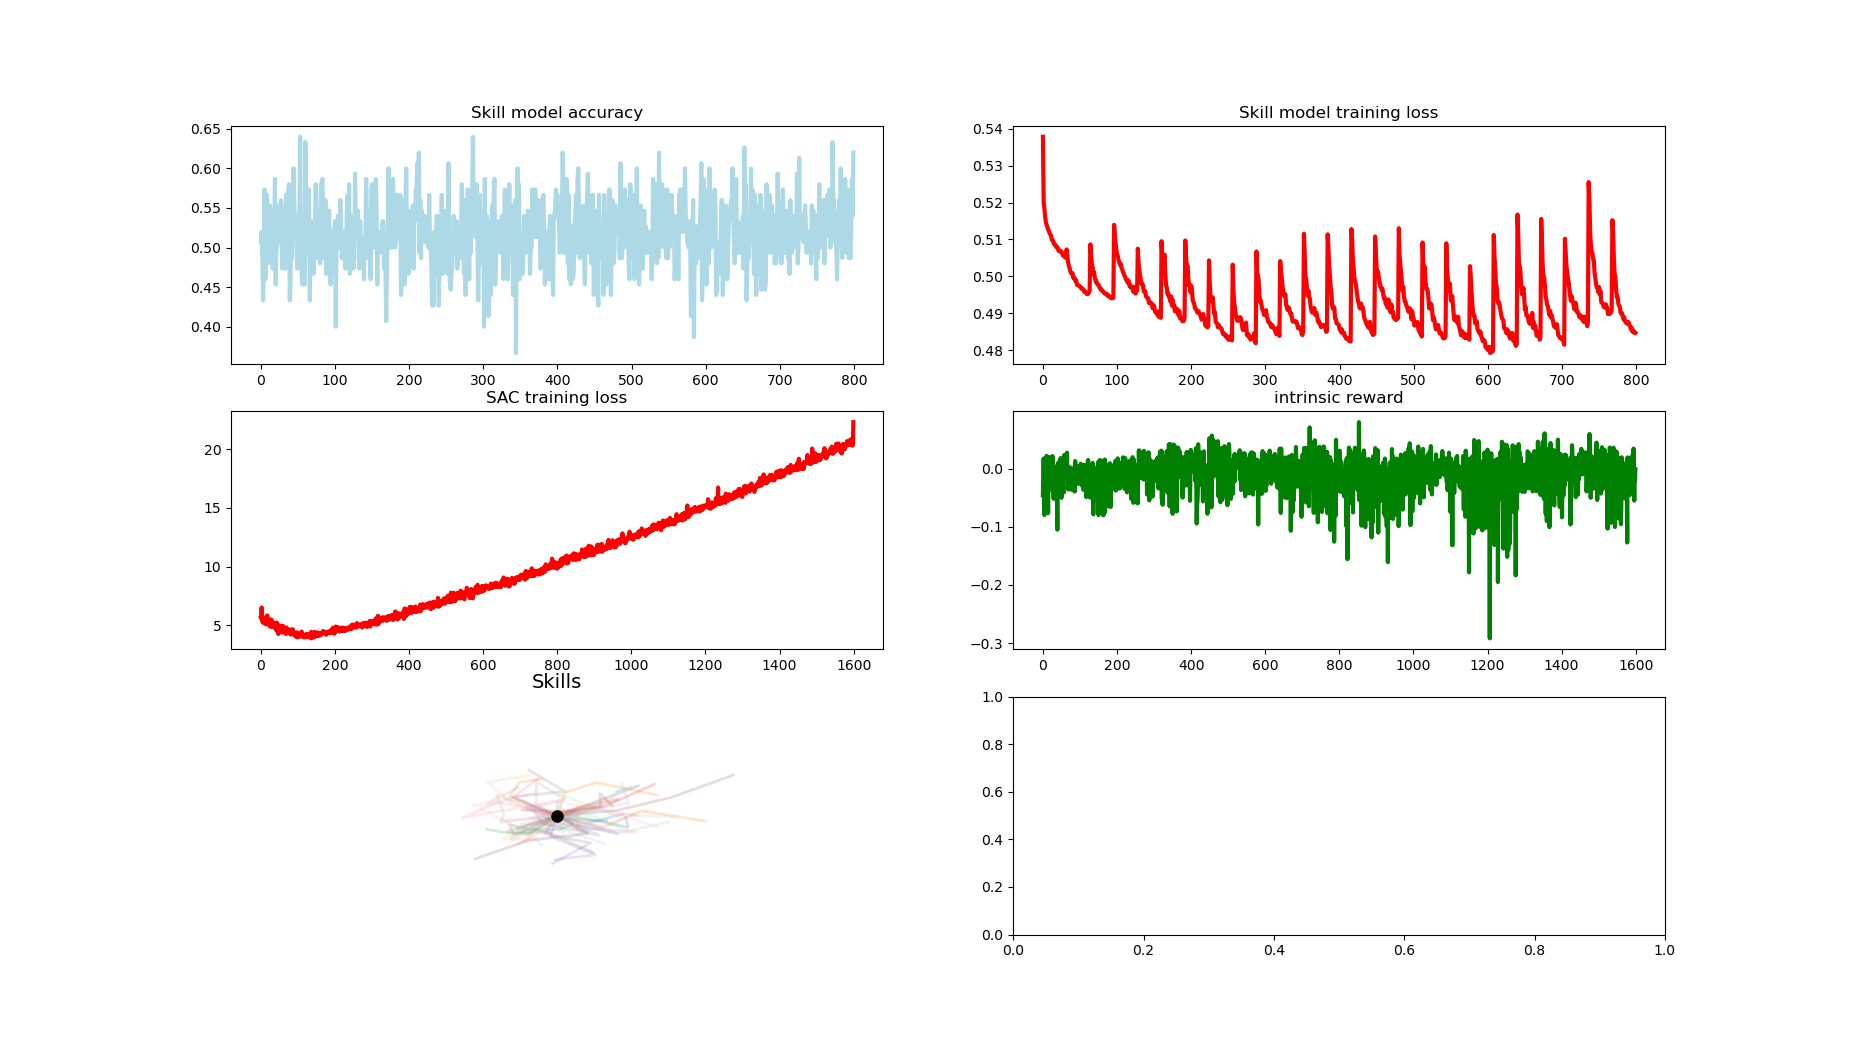 Skill model accuracy
0.65
0.60
0.55
0.50
0.45
0.40
0 100 200 300 400 500 600 700 800
Skill model training loss
0.54
0.53
0.52
0.51
0.50
0.49
0.48
0 100 200 300 400 500 600 700 800
SAC training loss
20
15
10
5
0 200 400 600 800 1000 1200 1400 1600
intrinsic reward
0.0
−0.1
−0.2
−0.3
0 200 400 600 800 1000 1200 1400 1600
Skills
1.0
0.8
0.6
0.4
0.2
0.0
0.0 0.2 0.4 0.6 0.8 1.0